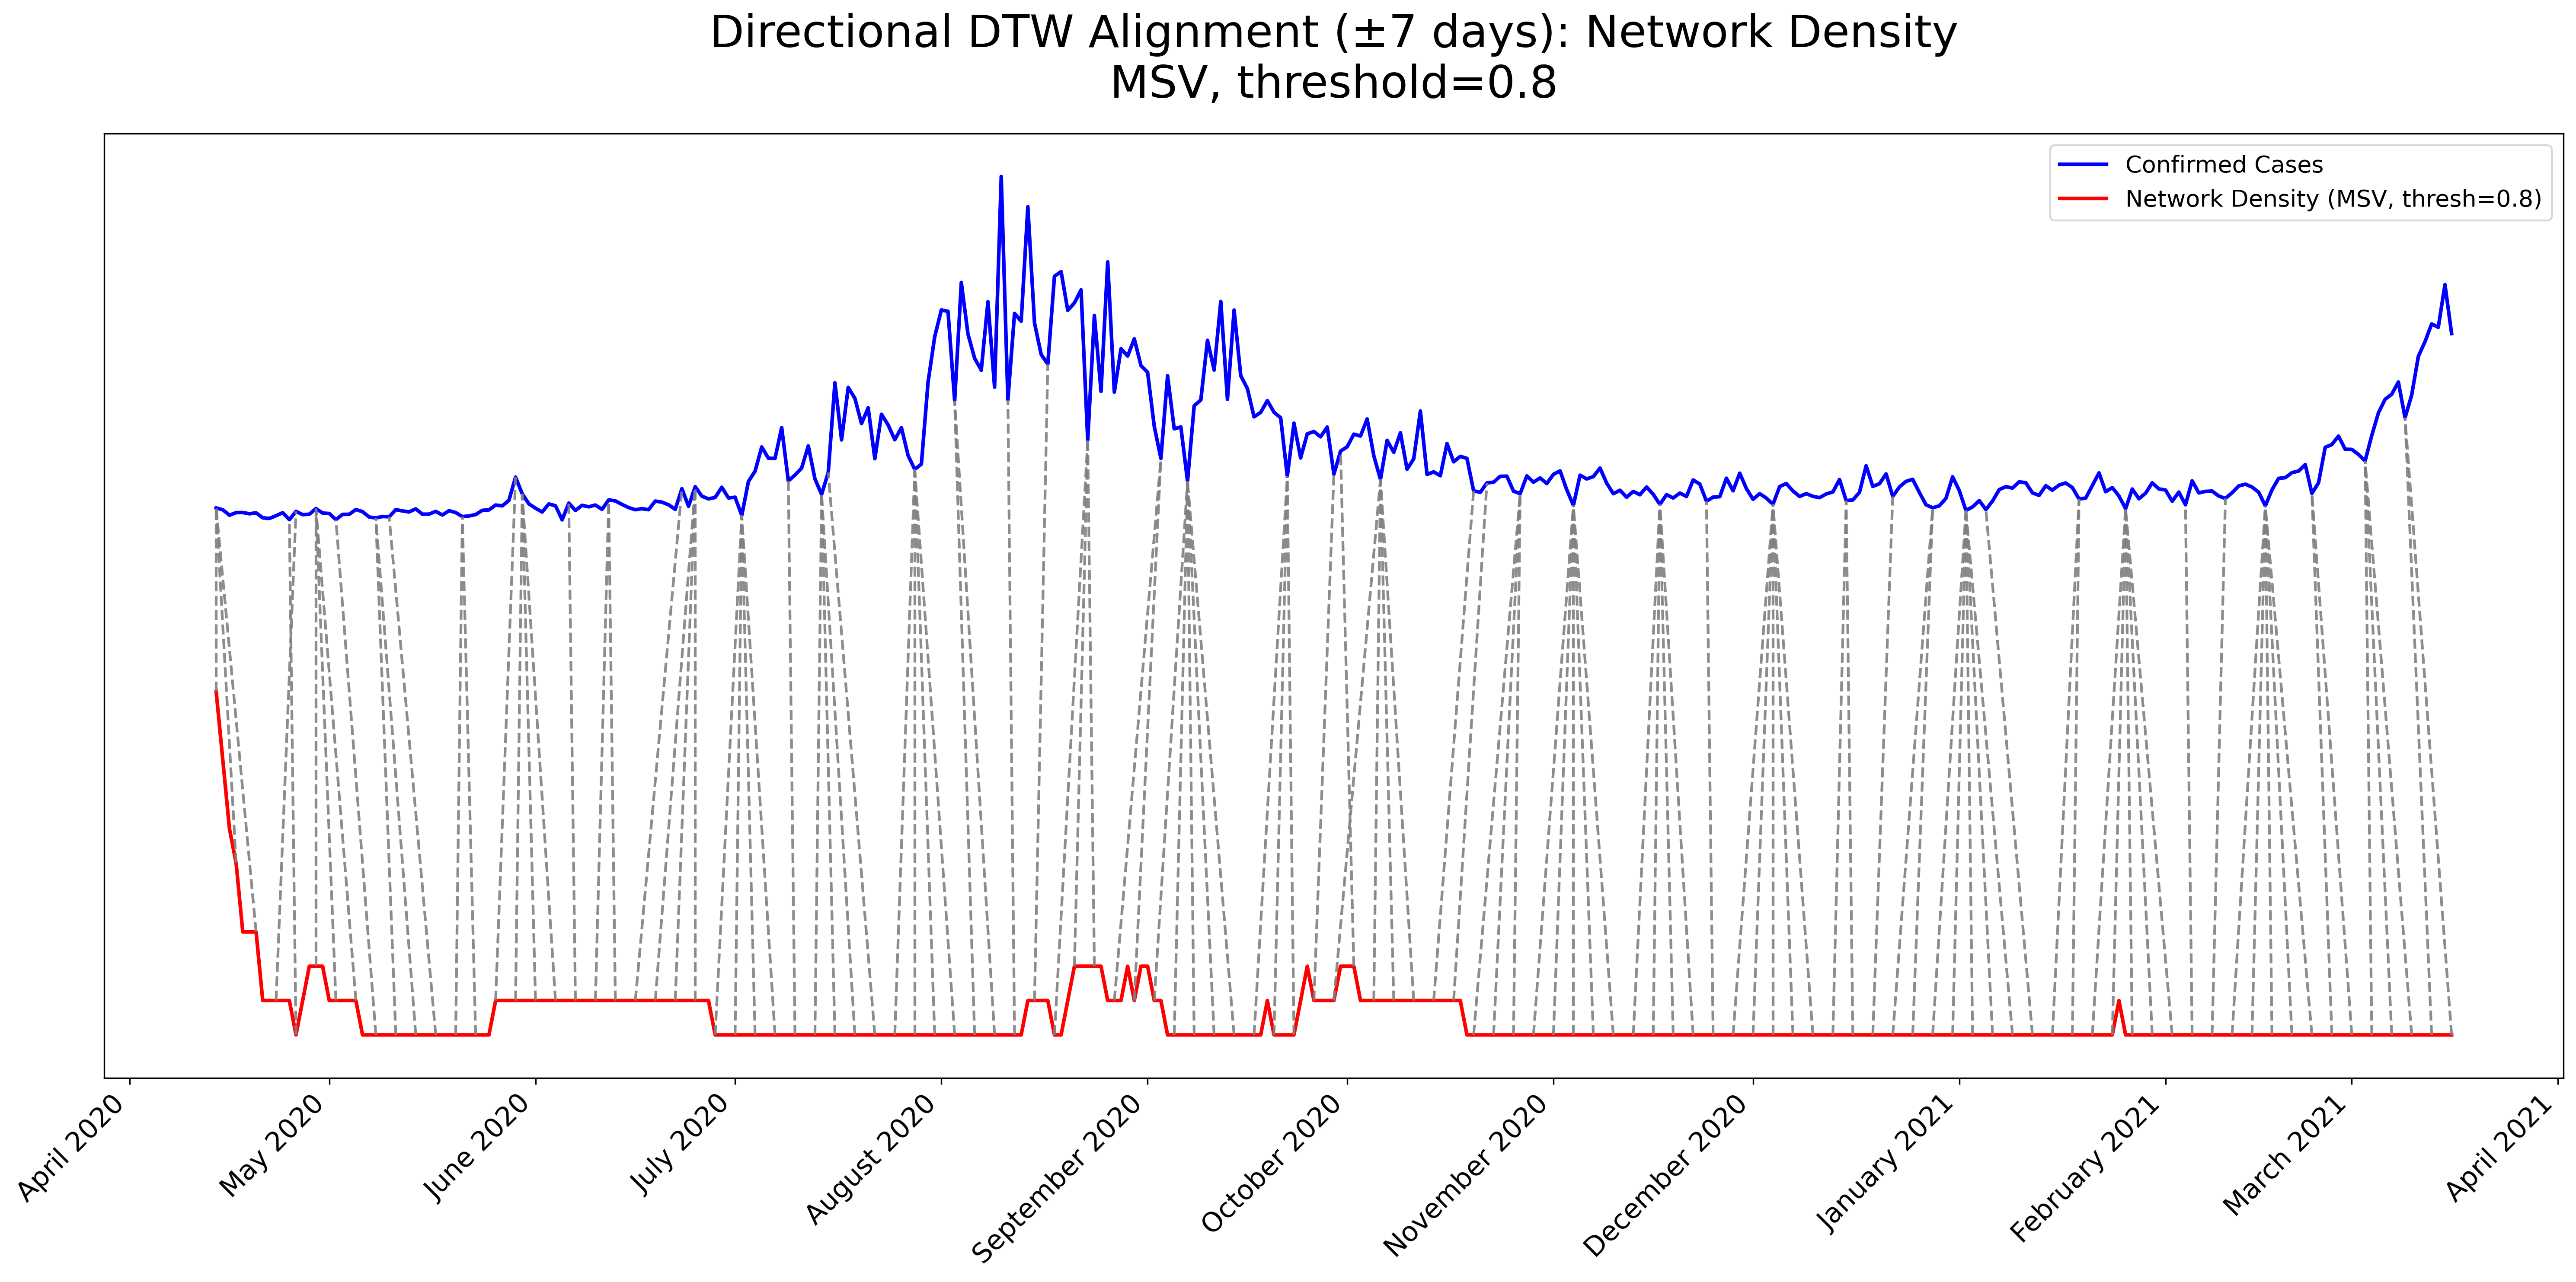 Directional DTW Alignment (±7 days): Network Density
MSV, threshold=0.8
Confirmed Cases
Network Density (MSV, thresh=0.8)
April 2020
May 2020
June 2020
July 2020
August 2020
September 2020
October 2020
November 2020
December 2020
January 2021
February 2021
March 2021
April 2021